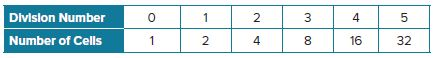 Division Number 0 1 2 3 4 5
Number of Cells 1 2 4 8 16 32